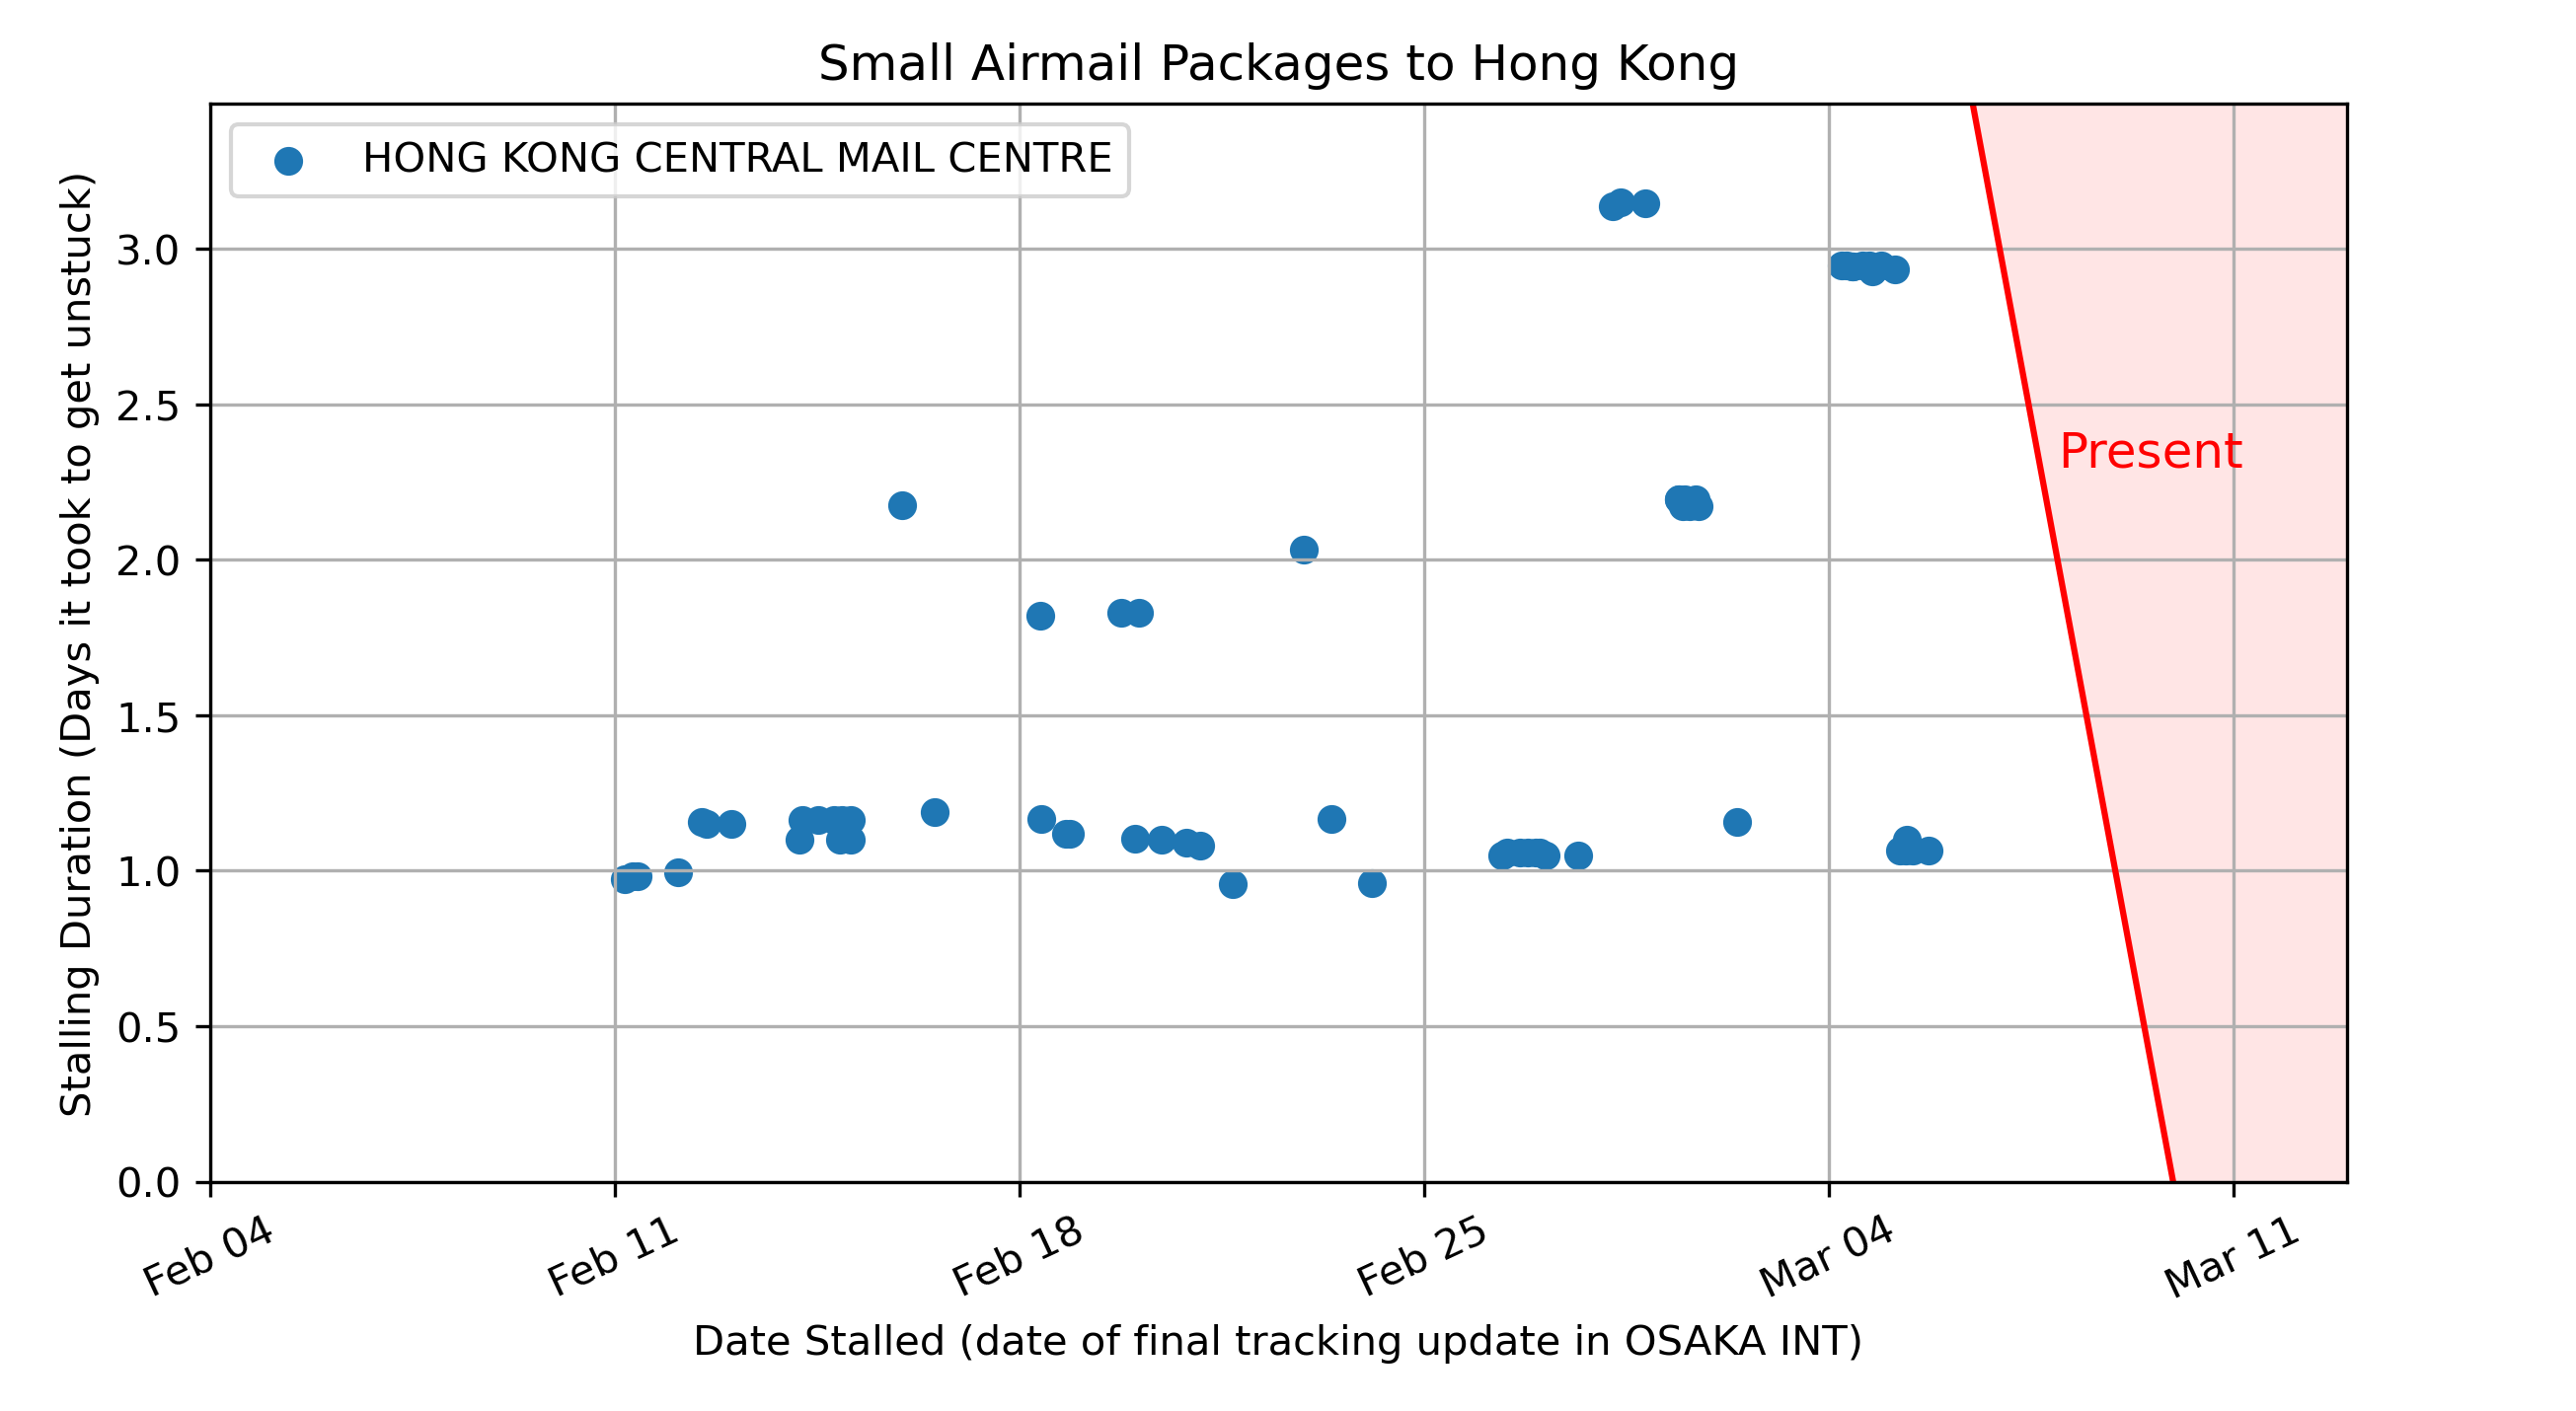 Small Airmail Packages to Hong Kong
HONG KONG CENTRAL MAIL CENTRE
Stalling Duration (Days it took to get unstuck)
3.0
2.5
2.0
1.5
1.0
0.5
0.0
Present
Feb 04
Feb 11
Feb 18
Feb 25
Mar 04
Mar 11
Date Stalled (date of final tracking update in OSAKA INT)